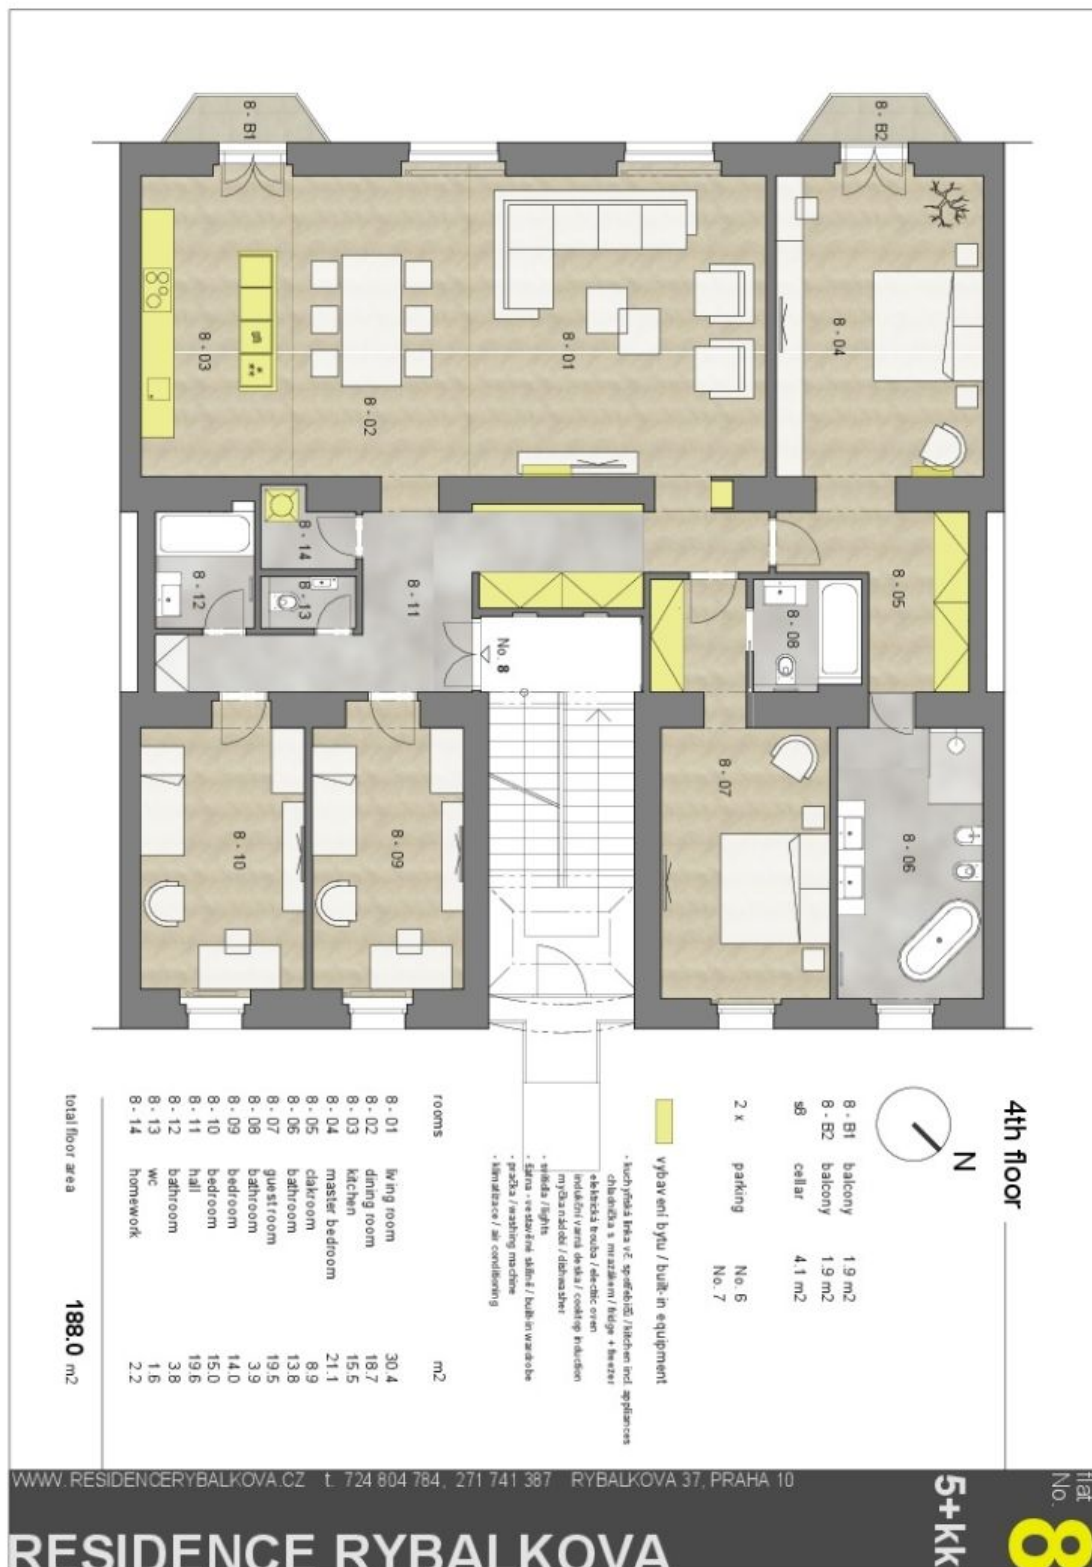 4th floor
N
8 - B1 balcony 1.9 m2
8 - B2 balcony 1.9 m2
s8 cellar 4.1 m2
2 x parking No. 6
No. 7
vybavení bytu / built-in equipment
- kuchyňská linka vč. spotřebičů / kitchen incl. appliances
chladnička s mrazákem / fridge + freezer
elektrická trouba / electric oven
indukční varná deska / cooktop induction
myčka nádobí / dishwasher
- svítidla / lights
- šatna - vestavěné skříně / built-in wardrobe
- pračka / washing machine
- klimatizace / air conditioning
rooms m2
8 - 01 living room 30.4
8 - 02 dining room 18.7
8 - 03 kitchen 15.5
8 - 04 master bedroom 21.1
8 - 05 clakroom 8.9
8 - 06 bathroom 13.8
8 - 07 guest room 19.5
8 - 08 bathroom 3.9
8 - 09 bedroom 14.0
8 - 10 bedroom 15.0
8 - 11 hall 19.6
8 - 12 bathroom 3.8
8 - 13 wc 1.6
8 - 14 homework 2.2
total floor area 188.0 m2
8 - B1
8 - B2
8 - 03
8 - 02
8 - 01
8 - 04
8 - 14
8 - 12
8 - 13
8 - 11
No. 8
8 - 08
8 - 05
8 - 10
8 - 09
8 - 07
8 - 06
flat
No. 8
5+kk
WWW.RESIDENCERYBALKOVA.CZ t. 724 804 784, 271 741 387 RYBALKOVA 37, PRAHA 10
RESIDENCE RYBALKOVA